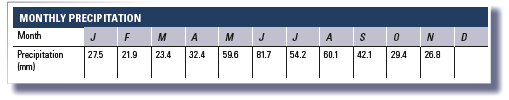 MONTHLY PRECIPITATION
Month J F M A M J J A S O N D
Precipitation 27.5 21.9 23.4 32.4 59.6 81.7 54.2 60.1 42.1 29.4 26.8
(mm)